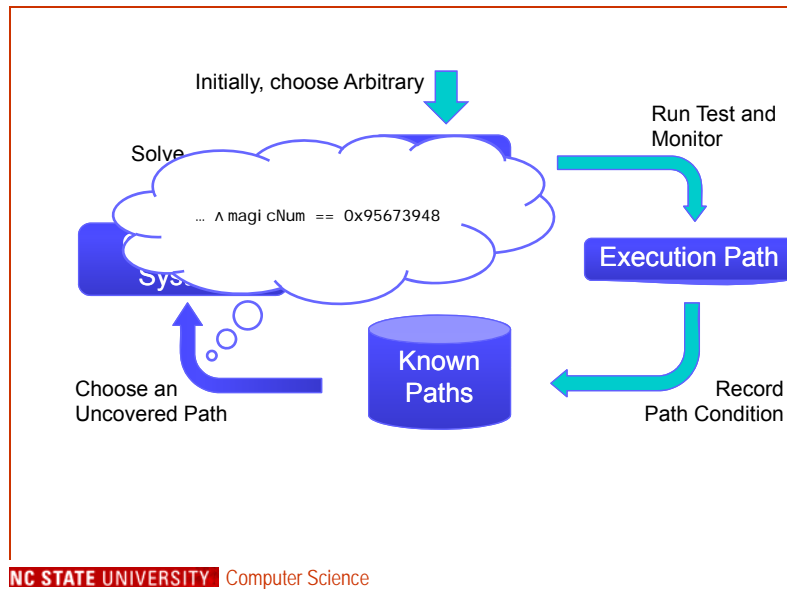 Initially, choose Arbitrary
Run Test and
Monitor
Solve
… ∧ magicNum == 0x95673948
Execution Path
Known
Paths
Choose an
Uncovered Path
Record
Path Condition
NC STATE UNIVERSITY Computer Science